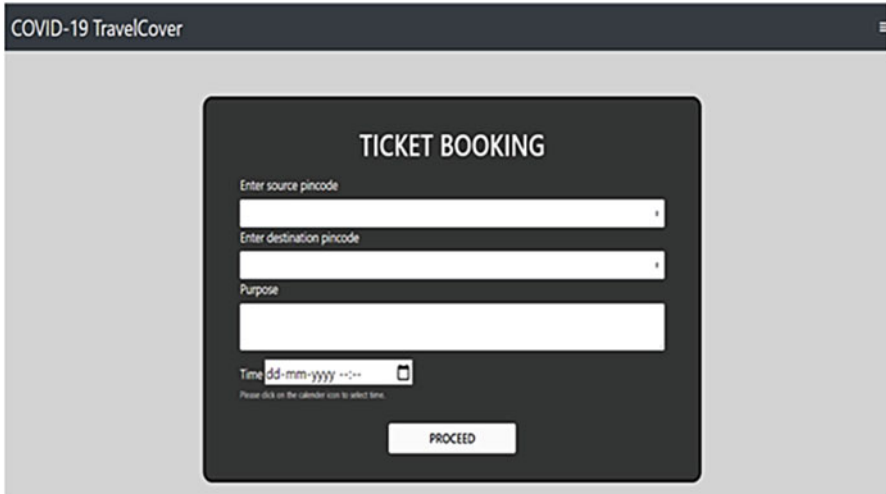 COVID-19 TravelCover
TICKET BOOKING
Enter source pincode
Enter destination pincode
Purpose
Time dd-mm-yyyy --:--
Please click on the calender icon to select time.
PROCEED